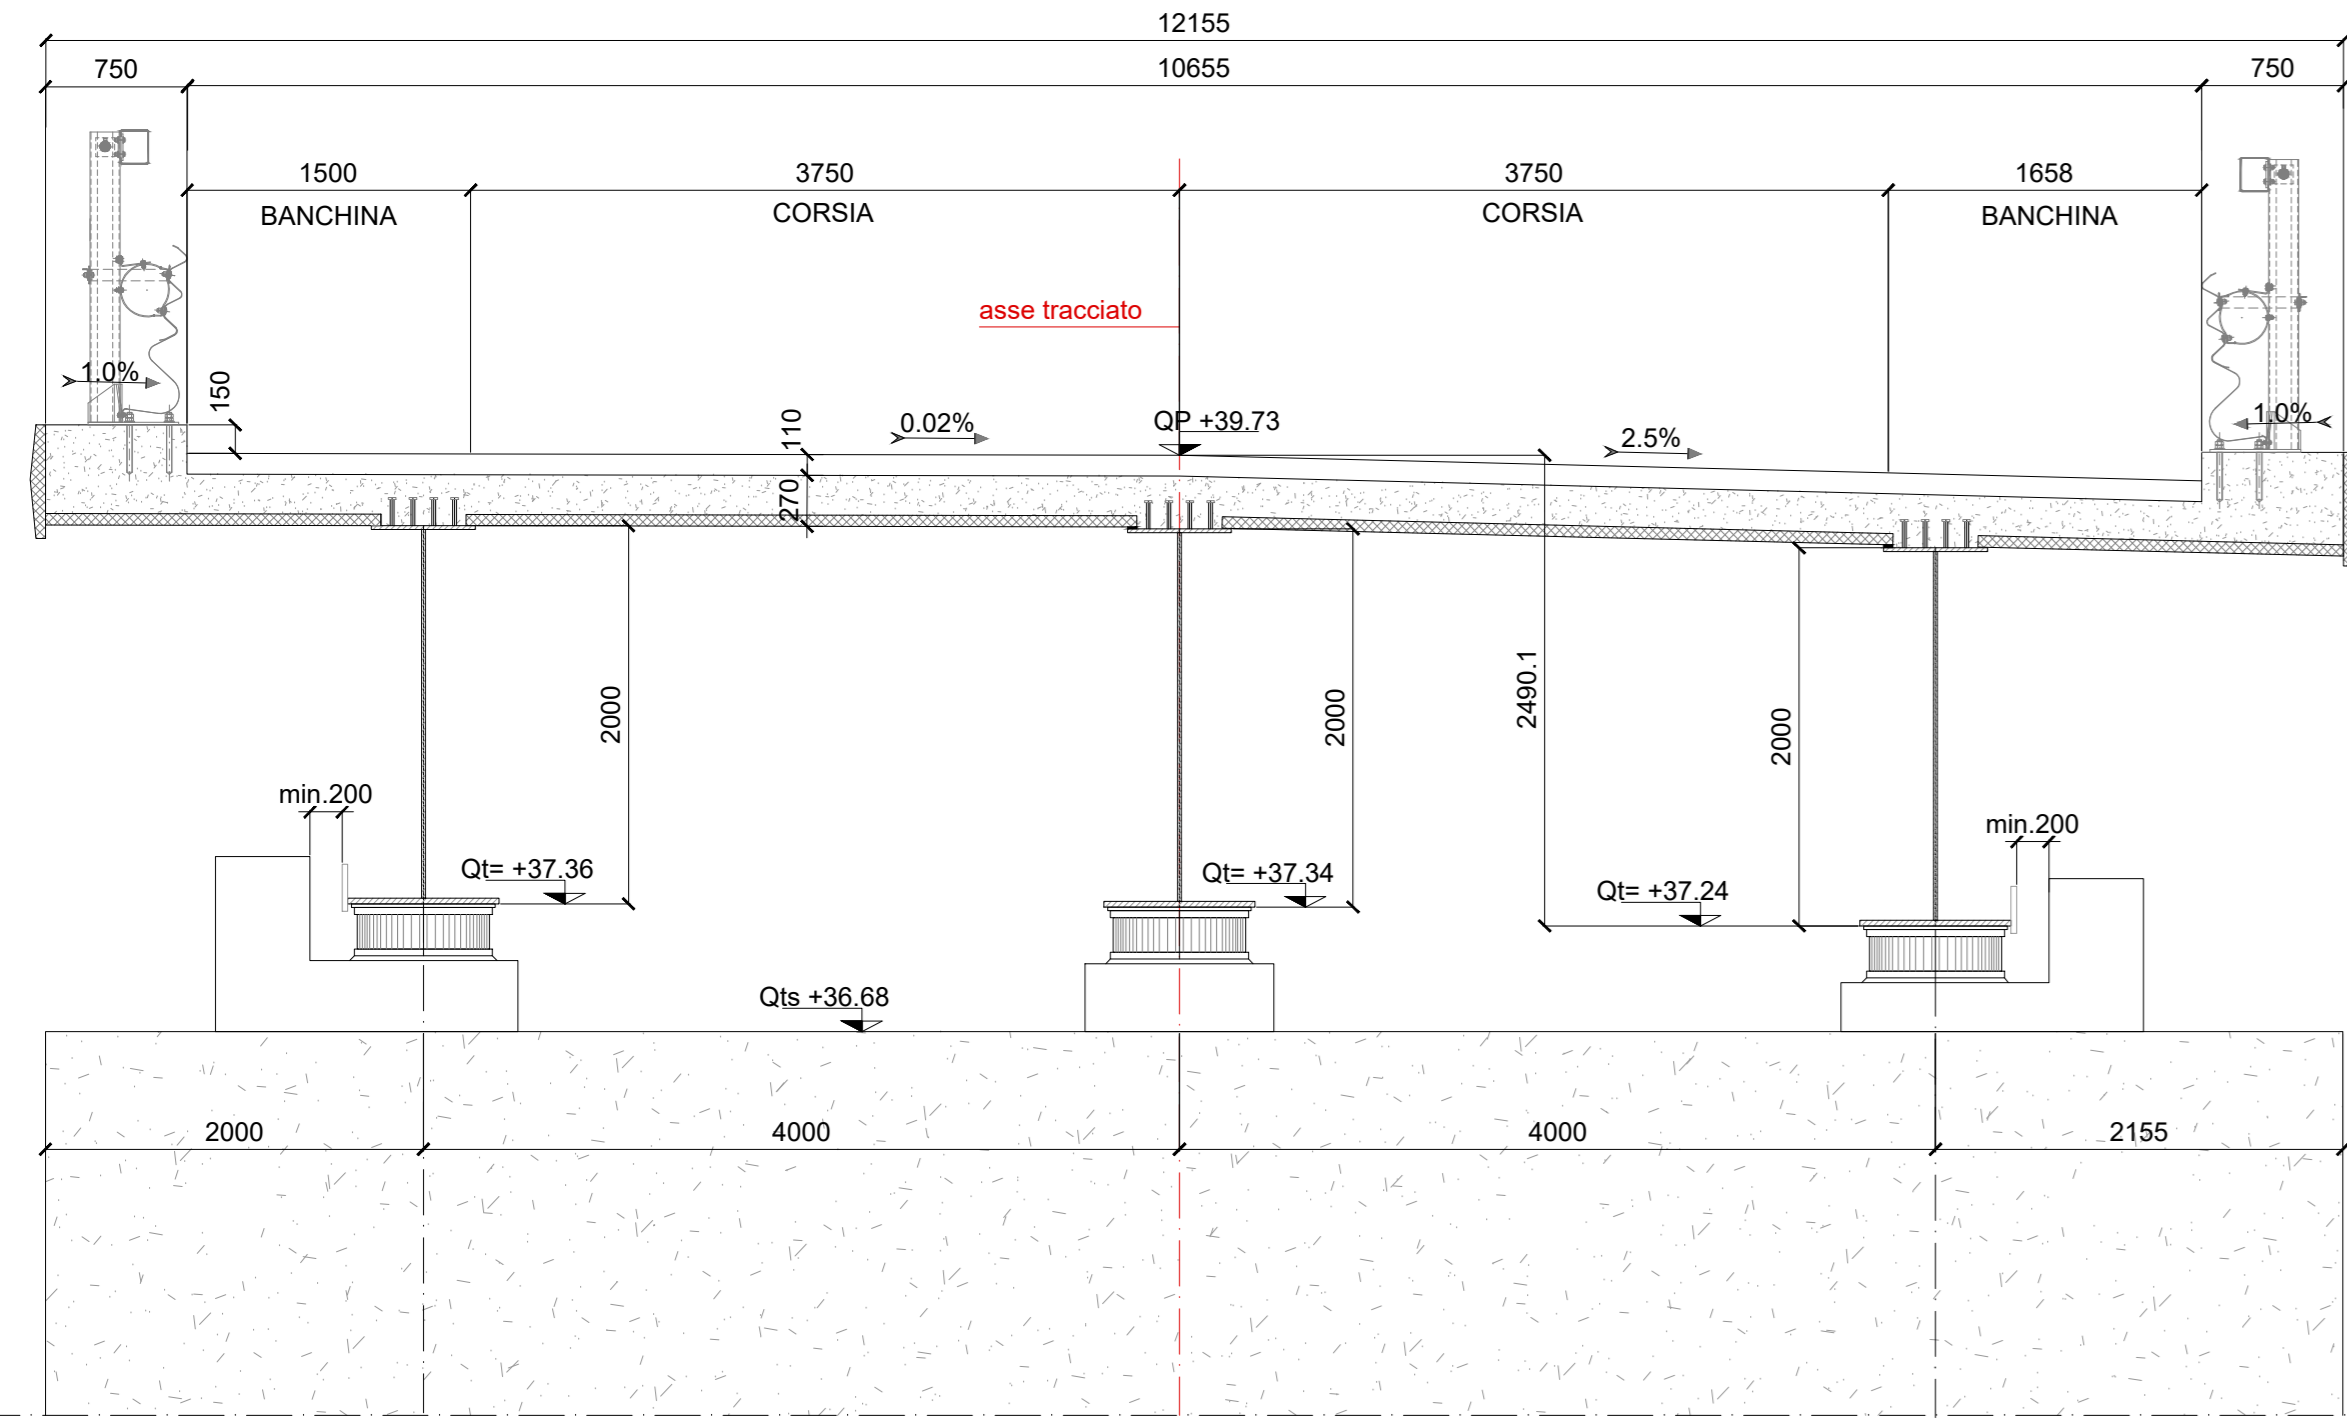 12155
750
10655
750
1500
3750
3750
1658
BANCHINA
CORSIA
CORSIA
BANCHINA
asse tracciato
1.0%
150
110
0.02%
QP +39.73
2.5%
1.0%
270
2000
2000
2490.1
2000
min.200
min.200
Qt= +37.36
Qt= +37.34
Qt= +37.24
Qts +36.68
2000
4000
4000
2155